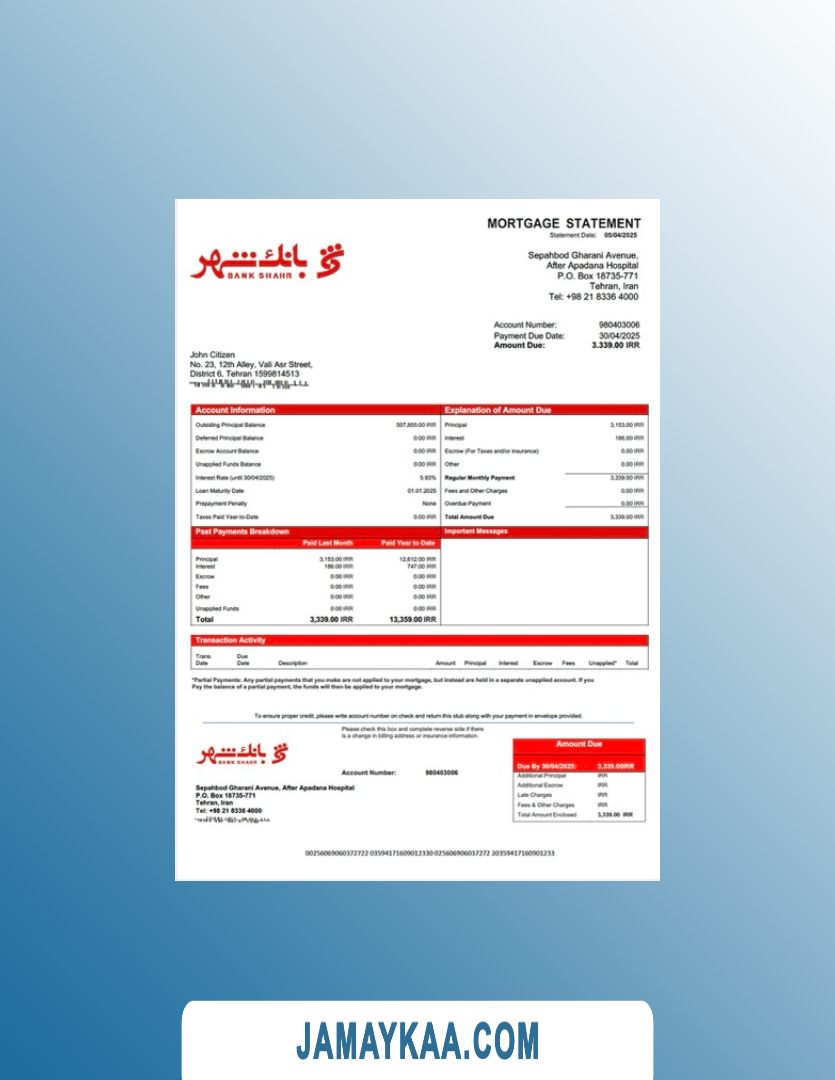 MORTGAGE STATEMENT
Statement Date: 05/04/2025
بانك شهر
BANK SHAHR
Sepahbod Gharani Avenue,
After Apadana Hospital
P.O. Box 18735-771
Tehran, Iran
Tel: +98 21 8336 4000
Account Number: 980403006
Payment Due Date: 30/04/2025
Amount Due: 3.339.00 IRR
John Citizen
No. 23, 12th Alley, Vali Asr Street,
District 6. Tehran 1599814513
Account Information
Outsiding Principal Balance 507,855.00 IRR
Deferred Principal Balance 0.00 IRR
Escrow Account Balance 0.00 IRR
Unapplied Funds Balance 0.00 IRR
Interest Rate (until 30/04/2025) 5.93%
Loan Maturity Date 01.01.2025
Prepayment Penalty None
Taxes Paid Year-to-Date 0:00 IRR
Explanation of Amount Due
Principal 3,153.00 IRR
Interest 186.00 IRR
Escrow (For Taxes and/or Insurance) 0.00 IRR
Other 0.00 IRR
Regular Monthly Payment 3,339.00 IRR
Fees and Other Charges 0.00 IRR
Overdue Payment 0.00 IRR
Total Amount Due 3,339.00 IRR
Past Payments Breakdown
Paid Last Month Paid Year to Date
Principal 3,153.00 IRR 12,612.00 IRR
Interest 186.00 IRR 747.00 IRR
Escrow 0.00 IRR 0.00 IRR
Fees 0.00 IRR 0.00 IRR
Other 0.00 IRR 0.00 IRR
Unapplied Funds 0.00 IRR 0.00 IRR
Total 3,339.00 IRR 13,359.00 IRR
Important Messages
Transaction Activity
Trans. Date Due Date Description Amount Principal Interest Escrow Fees Unapplied* Total
*Partial Payments: Any partial payments that you make are not applied to your mortgage, but instead are held in a separate unapplied account. If you
Pay the balance of a partial payment, the funds will then be applied to your mortgage.
To ensure proper credit, please write account number on check and return this stub along with your payment in envelope provided.
Please check this box and complete reverse side if there
is a change in billing address or insurance information.
بانك شهر
BANK SHAHR
Account Number: 980403006
Sepahbod Gharani Avenue, After Apadana Hospital
P.O. Box 18735-771
Tehran, Iran
Tel: +98 21 8336 4000
Amount Due
Due By 30/04/2025: 3,339.00IRR
Additional Principal IRR
Additional Escrow IRR
Late Charges IRR
Fees & Other Charges IRR
Total Amount Enclosed 3,339.00 IRR
00256069060372722 03594171609012330 025606906037272 20359417160901233
JAMAYKAA.COM